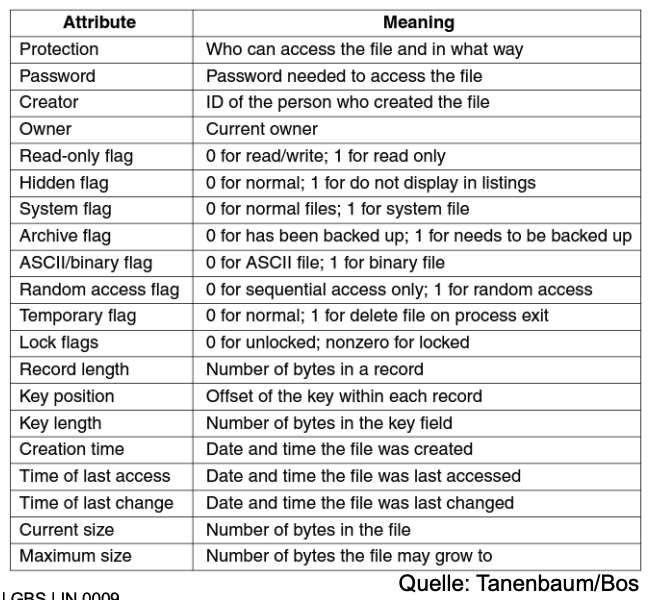 Attribute Meaning
Protection Who can access the file and in what way
Password Password needed to access the file
Creator ID of the person who created the file
Owner Current owner
Read-only flag 0 for read/write; 1 for read only
Hidden flag 0 for normal; 1 for do not display in listings
System flag 0 for normal files; 1 for system file
Archive flag 0 for has been backed up; 1 for needs to be backed up
ASCII/binary flag 0 for ASCII file; 1 for binary file
Random access flag 0 for sequential access only; 1 for random access
Temporary flag 0 for normal; 1 for delete file on process exit
Lock flags 0 for unlocked; nonzero for locked
Record length Number of bytes in a record
Key position Offset of the key within each record
Key length Number of bytes in the key field
Creation time Date and time the file was created
Time of last access Date and time the file was last accessed
Time of last change Date and time the file was last changed
Current size Number of bytes in the file
Maximum size Number of bytes the file may grow to
Quelle: Tanenbaum/Bos
| GBS | IN 0009